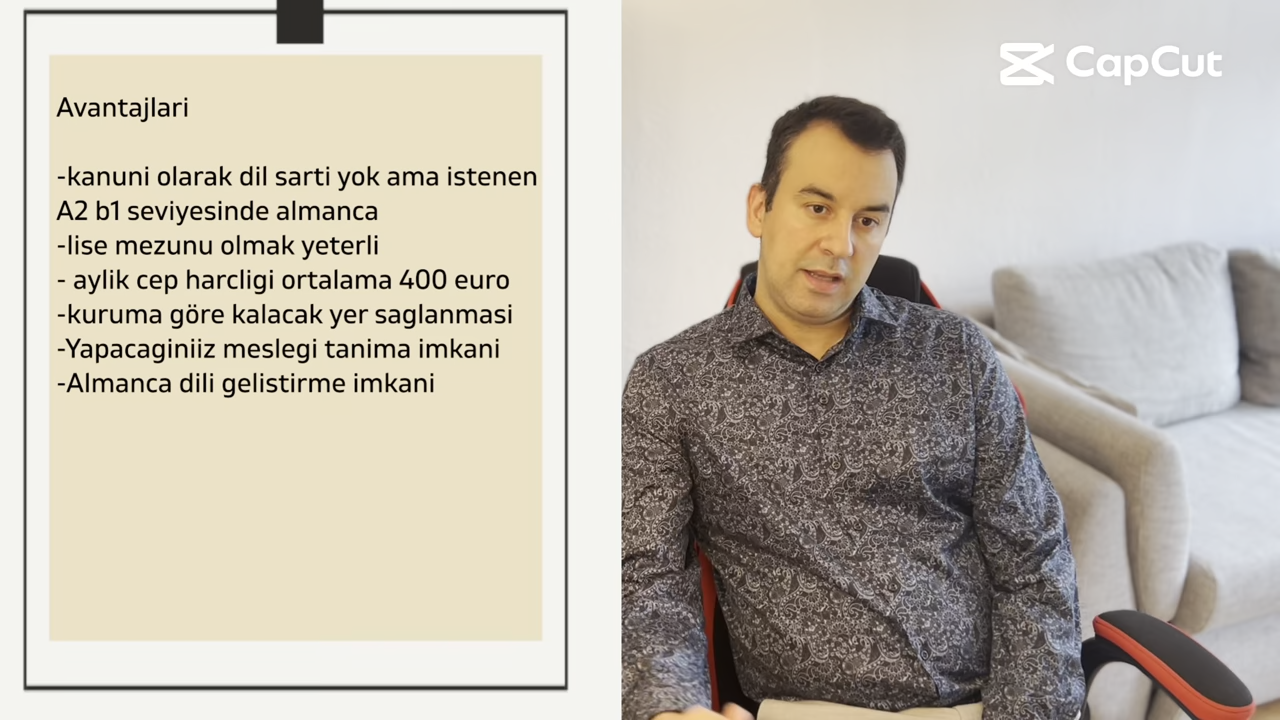 Avantajlari
-kanuni olarak dil sarti yok ama istenen
A2 b1 seviyesinde almanca
-lise mezunu olmak yeterli
- aylik cep harcligi ortalama 400 euro
-kuruma göre kalacak yer saglanmasi
-Yapacaginiiz meslegi tanima imkani
-Almanca dili gelistirme imkani
CapCut